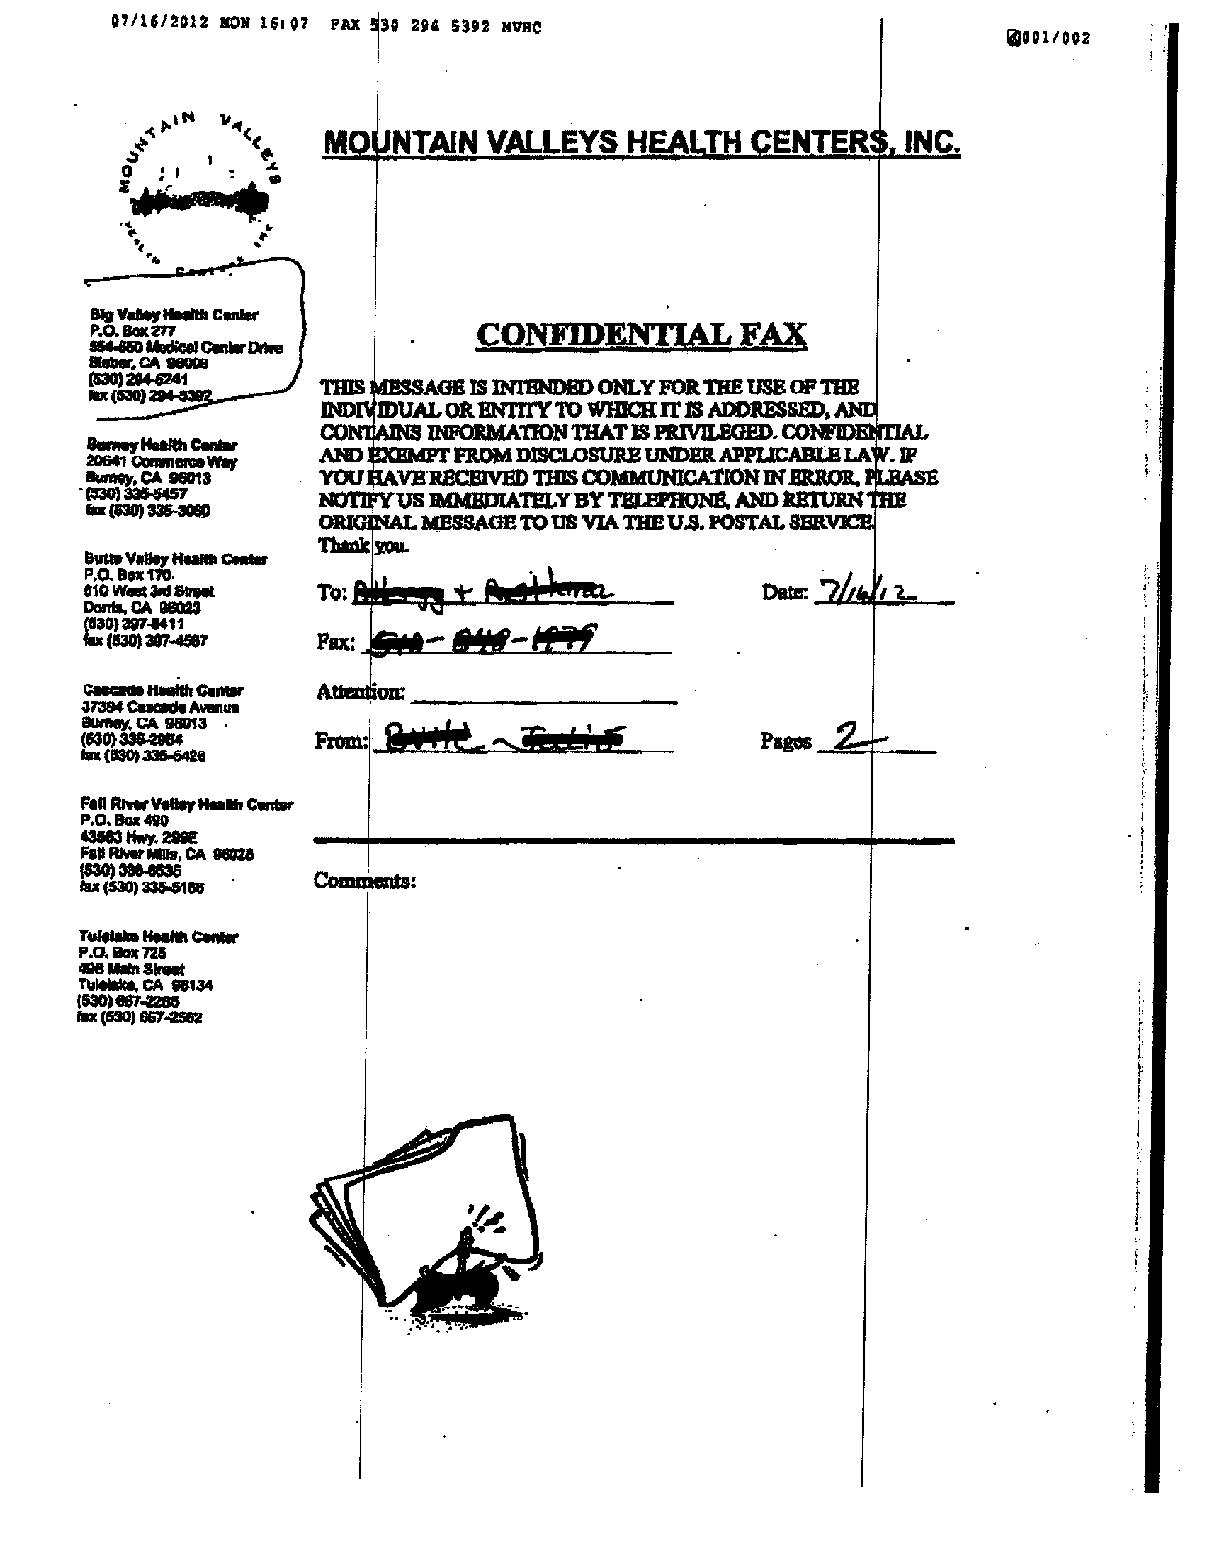 07/16/2012 MON 16:07 FAX 530 294 5392 MVHC
001/002
MOUNTAIN VALLEYS
HEALTH Centers INC
MOUNTAIN VALLEYS HEALTH CENTERS, INC.
Big Valley Health Center
P.O. Box 277
554-850 Medical Center Drive
Bieber, CA 96009
(530) 294-5241
fax (530) 294-5392
Burney Health Center
20641 Commerce Way
Burney, CA 96013
(530) 335-5457
fax (530) 335-3060
Butte Valley Health Center
P.O. Box 170
610 West 3rd Street
Dorris, CA 96023
(530) 397-8411
fax (530) 397-4567
Cascade Health Center
37394 Cascade Avenue
Burney, CA 96013
(530) 335-2984
fax (530) 335-5426
Fall River Valley Health Center
P.O. Box 490
43563 Hwy. 299E
Fall River Mills, CA 96028
(530) 336-6535
fax (530) 335-5166
Tulelake Health Center
P.O. Box 725
498 Main Street
Tulelake, CA 96134
(530) 667-2285
fax (530) 667-2562
CONFIDENTIAL FAX
THIS MESSAGE IS INTENDED ONLY FOR THE USE OF THE
INDIVIDUAL OR ENTITY TO WHICH IT IS ADDRESSED, AND
CONTAINS INFORMATION THAT IS PRIVILEGED. CONFIDENTIAL
AND EXEMPT FROM DISCLOSURE UNDER APPLICABLE LAW. IF
YOU HAVE RECEIVED THIS COMMUNICATION IN ERROR, PLEASE
NOTIFY US IMMEDIATELY BY TELEPHONE, AND RETURN THE
ORIGINAL MESSAGE TO US VIA THE U.S. POSTAL SERVICE.
Thank you.
To: + Date: 7/16/12
Fax:
Attention:
From: Pages 2
Comments: